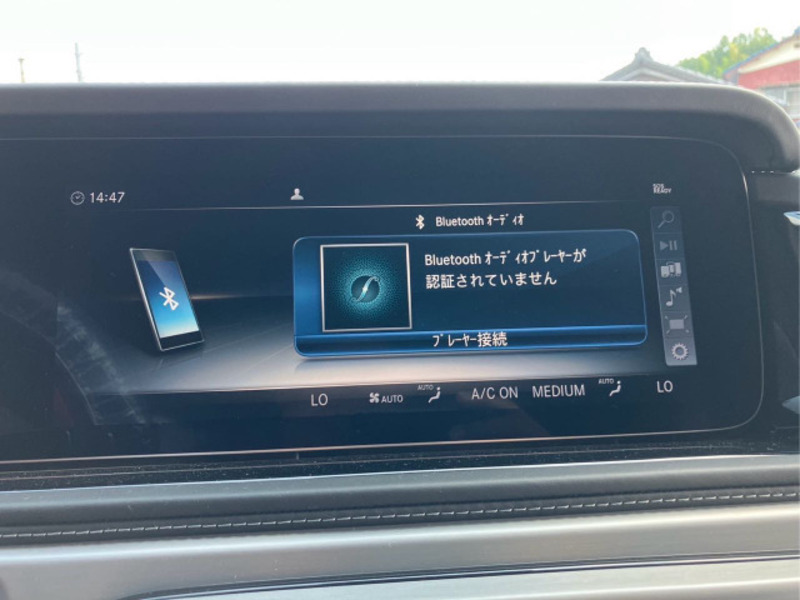 14:47
SOS
READY
Bluetooth ｵｰﾃﾞｨｵ
Bluetooth ｵｰﾃﾞｨｵﾌﾟﾚｰﾔｰが
認証されていません
ﾌﾟﾚｰﾔｰ接続
LO AUTO AUTO A/C ON MEDIUM AUTO LO